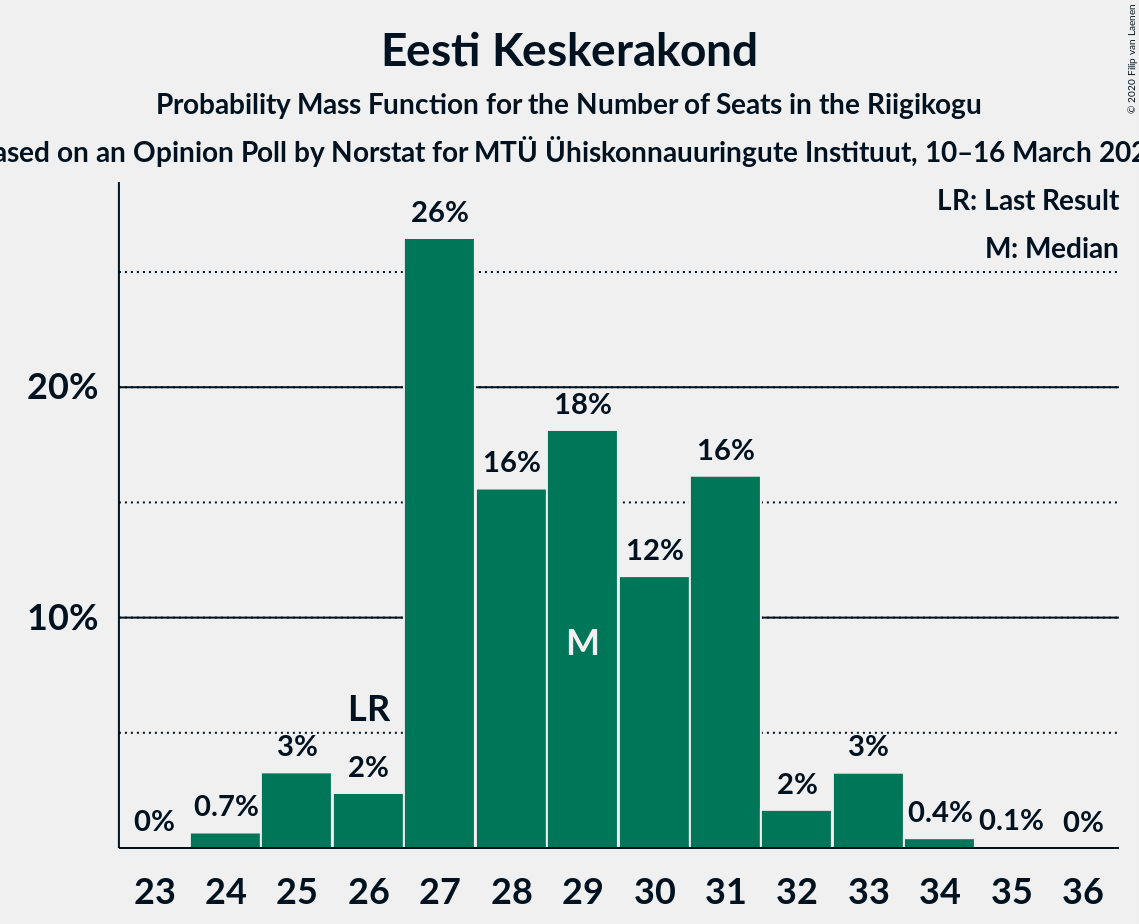 Eesti Keskerakond
Probability Mass Function for the Number of Seats in the Riigikogu
on an Opinion Poll by Norstat for MTÜ Ühiskonnauuringute Instituut, 10–16 March
© 2020 Filip van Laenen
LR: Last Result
M: Median
26%
20%
18%
16%
16%
12%
10%
M
LR
3%
2%
3%
2%
0%
0.7%
0.4%
0.1%
0%
23 24 25 26 27 28 29 30 31 32 33 34 35 36